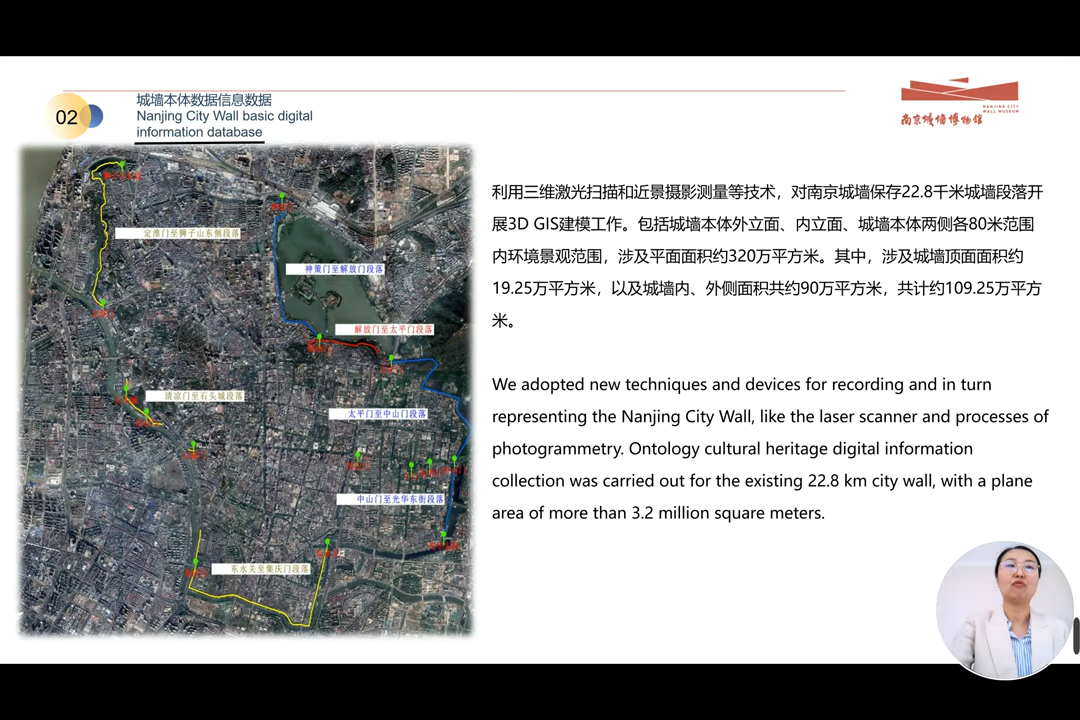 02
城墙本体数据信息数据
Nanjing City Wall basic digital
information database
NANJING CITY
WALL MUSEUM
南京城墙博物馆
定淮门至狮子山东侧段落
神策门至解放门段落
解放门至太平门段落
清凉门至石头城段落
太平门至中山门段落
中山门至光华东街段落
东水关至集庆门段落
利用三维激光扫描和近景摄影测量等技术，对南京城墙保存22.8千米城墙段落开
展3D GIS建模工作。包括城墙本体外立面、内立面、城墙本体两侧各80米范围
内环境景观范围，涉及平面面积约320万平方米。其中，涉及城墙顶面面积约
19.25万平方米，以及城墙内、外侧面积共约90万平方米，共计约109.25万平方
米。
We adopted new techniques and devices for recording and in turn
representing the Nanjing City Wall, like the laser scanner and processes of
photogrammetry. Ontology cultural heritage digital information
collection was carried out for the existing 22.8 km city wall, with a plane
area of more than 3.2 million square meters.